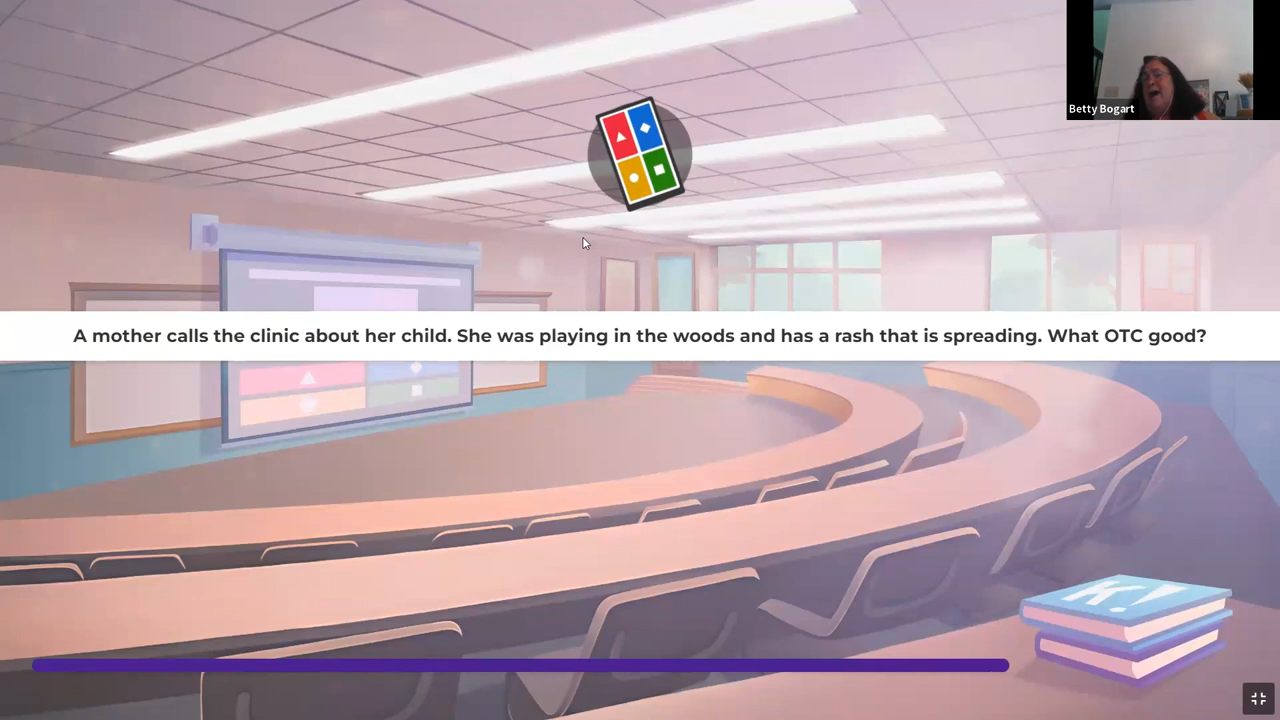 Betty Bogart
A mother calls the clinic about her child. She was playing in the woods and has a rash that is spreading. What OTC good?
K!